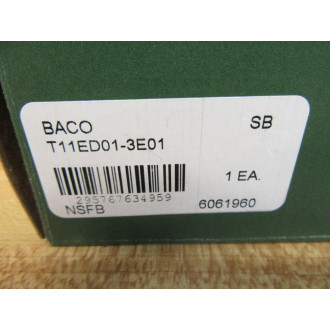 BACO SB
T11ED01-3E01
1 EA.
295767634959
NSFB 6061960